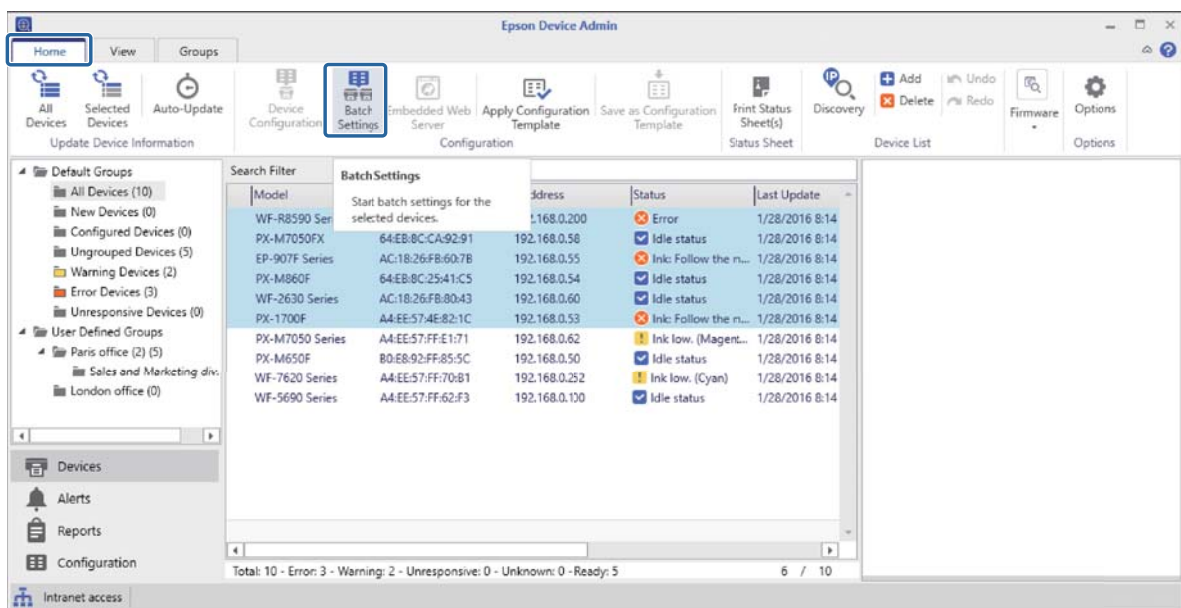 Epson Device Admin
Home View Groups
All Devices
Selected Devices
Auto-Update
Device Configuration
Batch Settings
Embedded Web Server
Apply Configuration Template
Save as Configuration Template
Print Status Sheet(s)
IP
Discovery
Add
Delete
Undo
Redo
Firmware
Options
Update Device Information
Configuration
Status Sheet
Device List
Options
Default Groups
All Devices (10)
New Devices (0)
Configured Devices (0)
Ungrouped Devices (5)
Warning Devices (2)
Error Devices (3)
Unresponsive Devices (0)
User Defined Groups
Paris office (2) (5)
Sales and Marketing div.
London office (0)
Devices
Alerts
Reports
Configuration
Search Filter
Batch Settings
Start batch settings for the
selected devices.
Model ddress Status Last Update
WF-R8590 Ser .168.0.200 Error 1/28/2016 8:14
PX-M7050FX 64:EB:8C:CA:92:91 192.168.0.58 Idle status 1/28/2016 8:14
EP-907F Series AC:18:26:FB:60:7B 192.168.0.55 Ink: Follow the n... 1/28/2016 8:14
PX-M860F 64:EB:8C:25:41:C5 192.168.0.54 Idle status 1/28/2016 8:14
WF-2630 Series AC:18:26:FB:80:43 192.168.0.60 Idle status 1/28/2016 8:14
PX-1700F A4:EE:57:4E:82:1C 192.168.0.53 Ink: Follow the n... 1/28/2016 8:14
PX-M7050 Series A4:EE:57:FF:E1:71 192.168.0.62 Ink low. (Magent... 1/28/2016 8:14
PX-M650F B0:E8:92:FF:85:5C 192.168.0.50 Idle status 1/28/2016 8:14
WF-7620 Series A4:EE:57:FF:70:B1 192.168.0.252 Ink low. (Cyan) 1/28/2016 8:14
WF-5690 Series A4:EE:57:FF:62:F3 192.168.0.100 Idle status 1/28/2016 8:14
Total: 10 - Error: 3 - Warning: 2 - Unresponsive: 0 - Unknown: 0 -Ready: 5 6 / 10
Intranet access